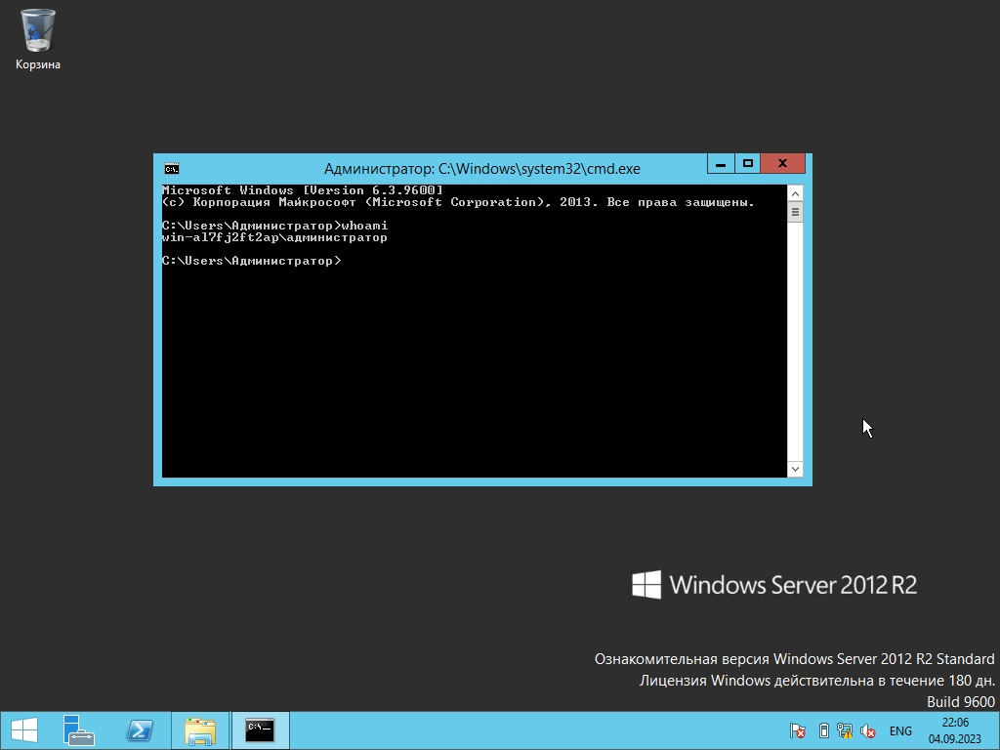 Корзина
Администратор: C:\Windows\system32\cmd.exe
Microsoft Windows [Version 6.3.9600]
(c) Корпорация Майкрософт (Microsoft Corporation), 2013. Все права защищены.
C:\Users\Администратор>whoami
win-al7fj2ft2ap\администратор
C:\Users\Администратор>
Windows Server 2012 R2
Ознакомительная версия Windows Server 2012 R2 Standard
Лицензия Windows действительна в течение 180 дн.
Build 9600
ENG
22:06
04.09.2023